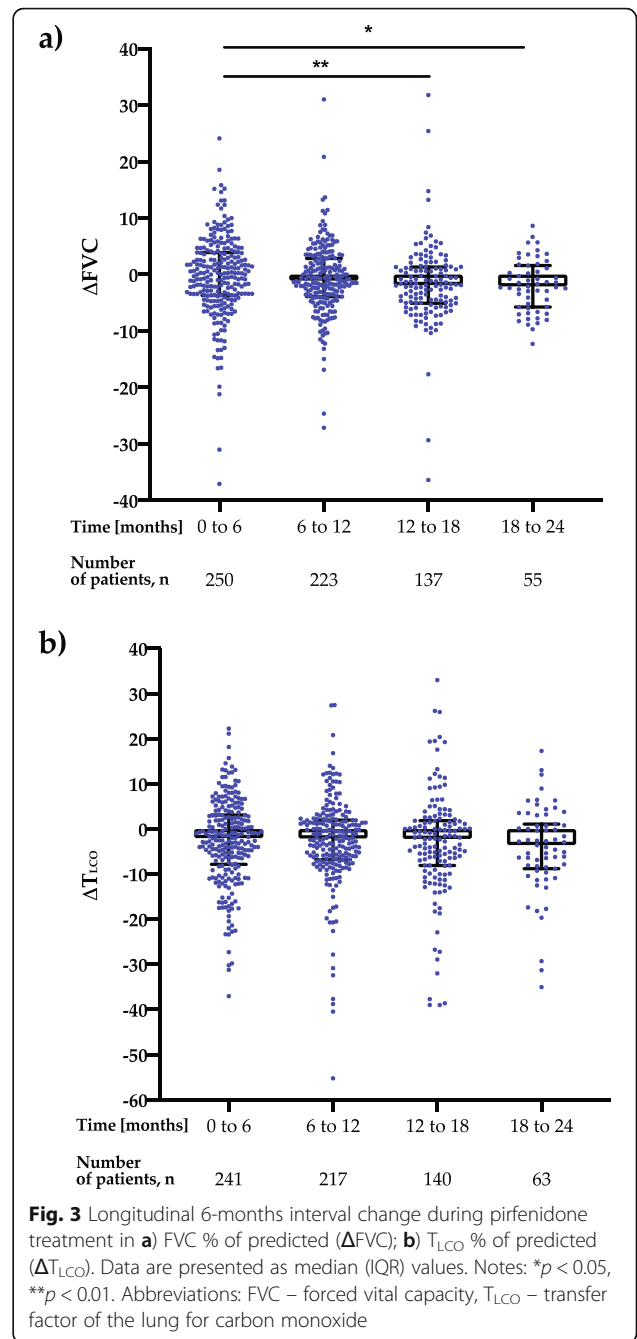 a)
*
**
40
30
20
10
0
-10
-20
-30
-40
ΔFVC
Time [months] 0 to 6 6 to 12 12 to 18 18 to 24
Number
of patients, n 250 223 137 55
b)
40
30
20
10
0
-10
-20
-30
-40
-50
-60
ΔTLCO
Time [months] 0 to 6 6 to 12 12 to 18 18 to 24
Number
of patients, n 241 217 140 63
Fig. 3 Longitudinal 6-months interval change during pirfenidone
treatment in a) FVC % of predicted (ΔFVC); b) TLCO % of predicted
(ΔTLCO). Data are presented as median (IQR) values. Notes: *p < 0.05,
**p < 0.01. Abbreviations: FVC – forced vital capacity, TLCO – transfer
factor of the lung for carbon monoxide